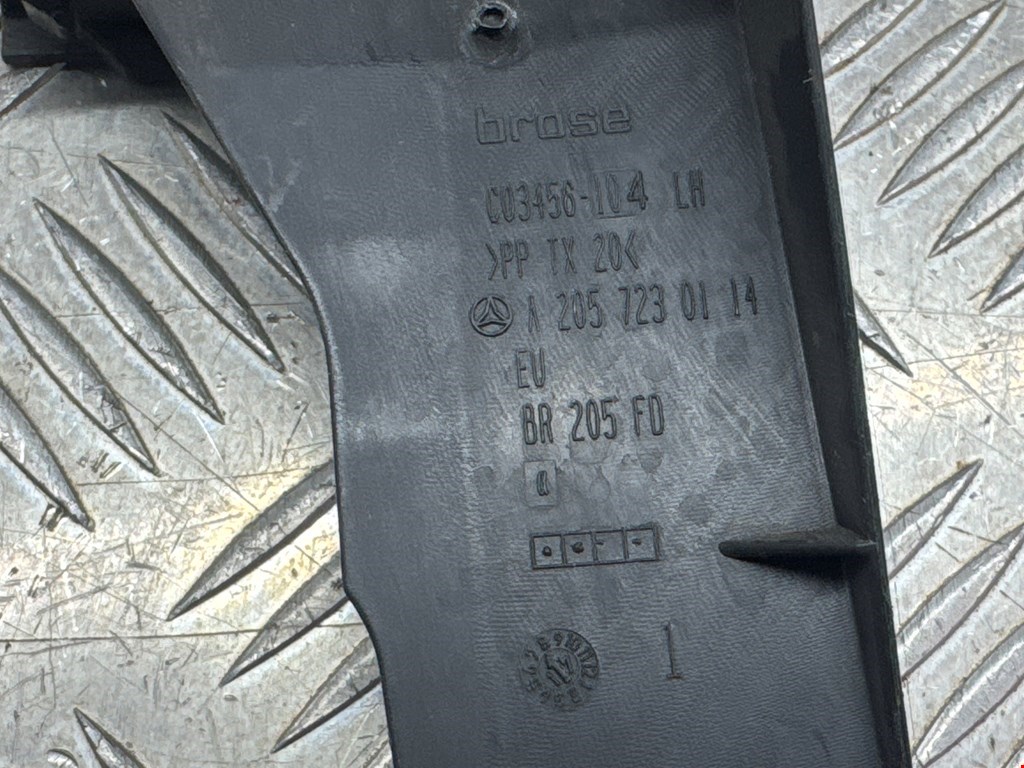 brose
C03456-104 LH
>PP TX 20<
A 205 723 01 14
EU
BR 205 FD
1